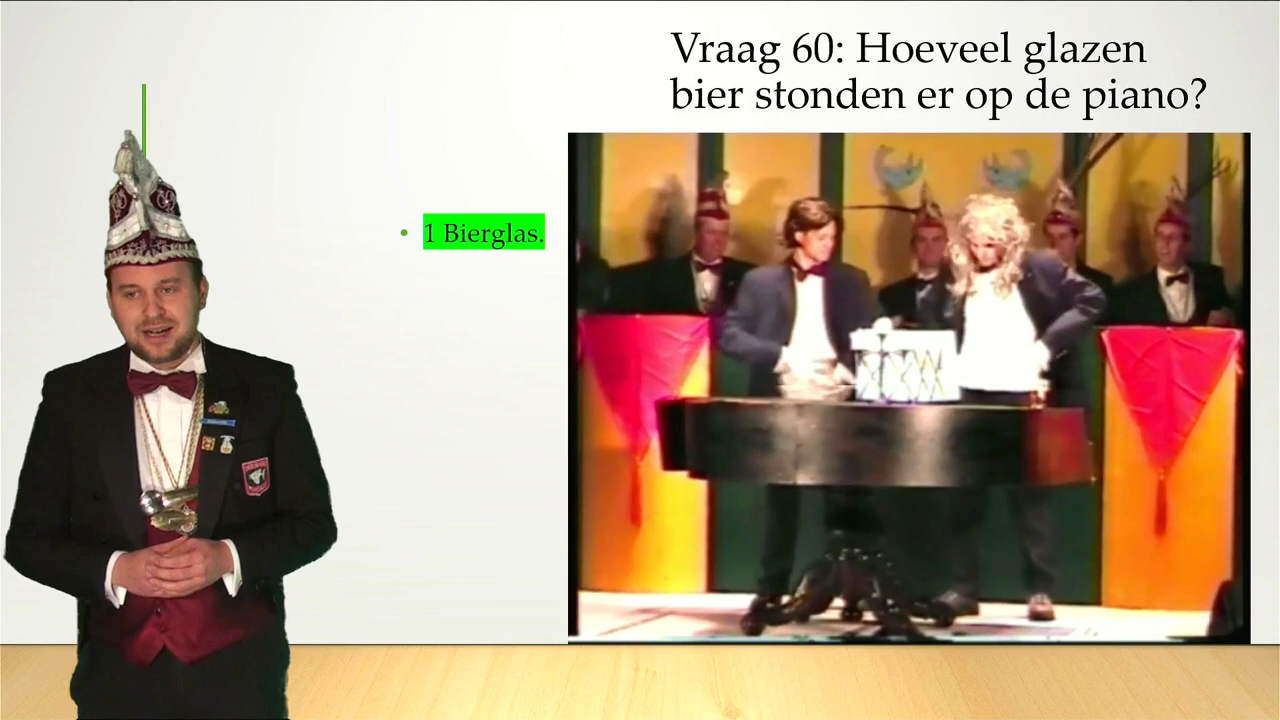 Vraag 60: Hoeveel glazen
bier stonden er op de piano?
1 Bierglas.